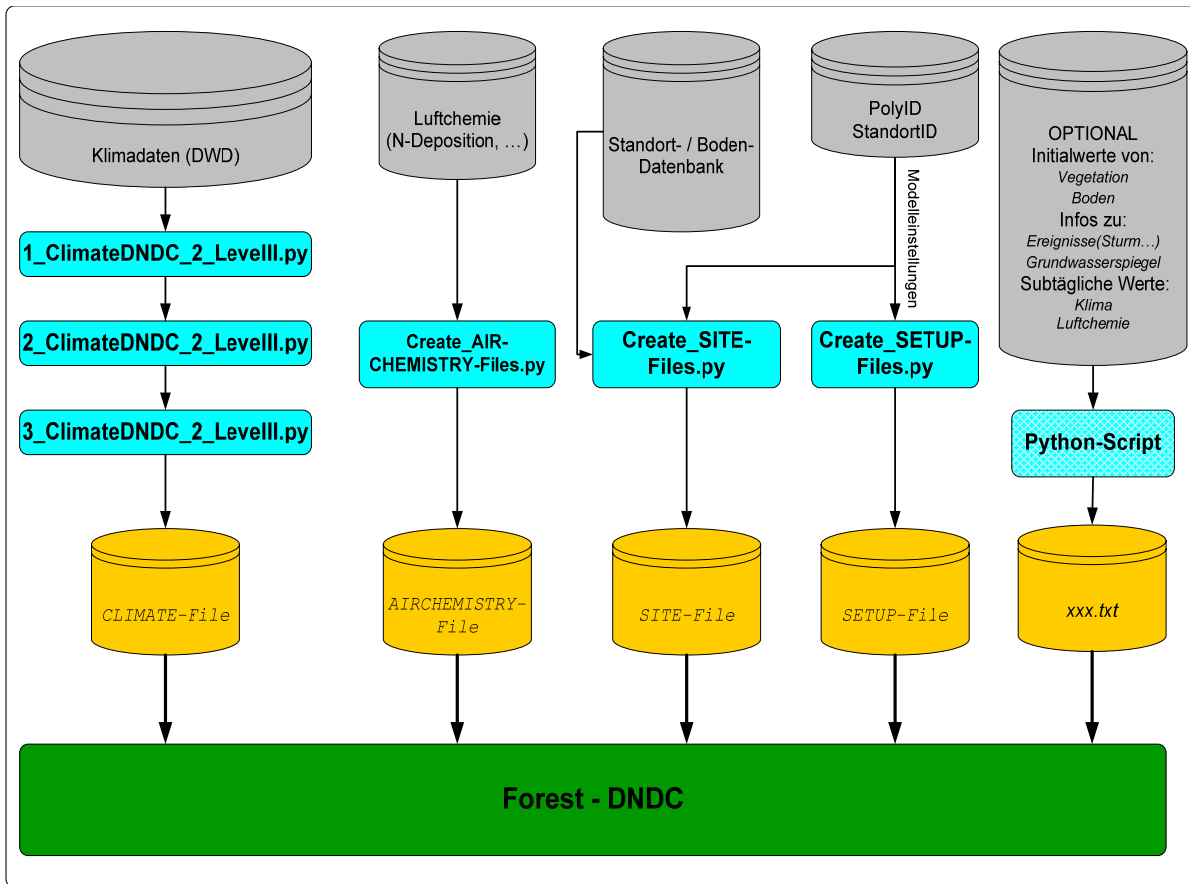 Klimadaten (DWD)
1_ClimateDNDC_2_LevelII.py
2_ClimateDNDC_2_LevelII.py
3_ClimateDNDC_2_LevelII.py
CLIMATE-File
Luftchemie
(N-Deposition, …)
Create_AIR-
CHEMISTRY-Files.py
AIRCHEMISTRY-
File
Standort- / Boden-
Datenbank
Create_SITE-
Files.py
SITE-File
PolyID
StandortID
Modelleinstellungen
Create_SETUP-
Files.py
SETUP-File
OPTIONAL
Initialwerte von:
Vegetation
Boden
Infos zu:
Ereignisse(Sturm…)
Grundwasserspiegel
Subtägliche Werte:
Klima
Luftchemie
Python-Script
xxx.txt
Forest - DNDC